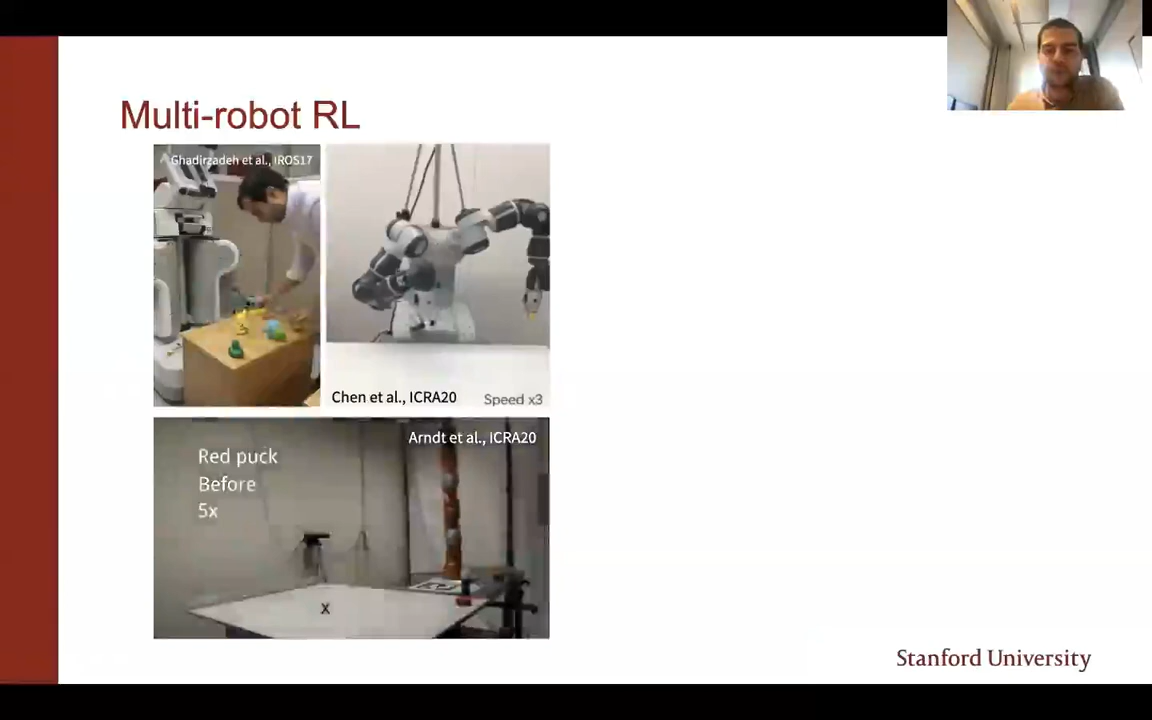 Multi-robot RL
Ghadirzadeh et al., IROS17
Chen et al., ICRA20
Speed x3
Arndt et al., ICRA20
Red puck
Before
5x
X
Stanford University